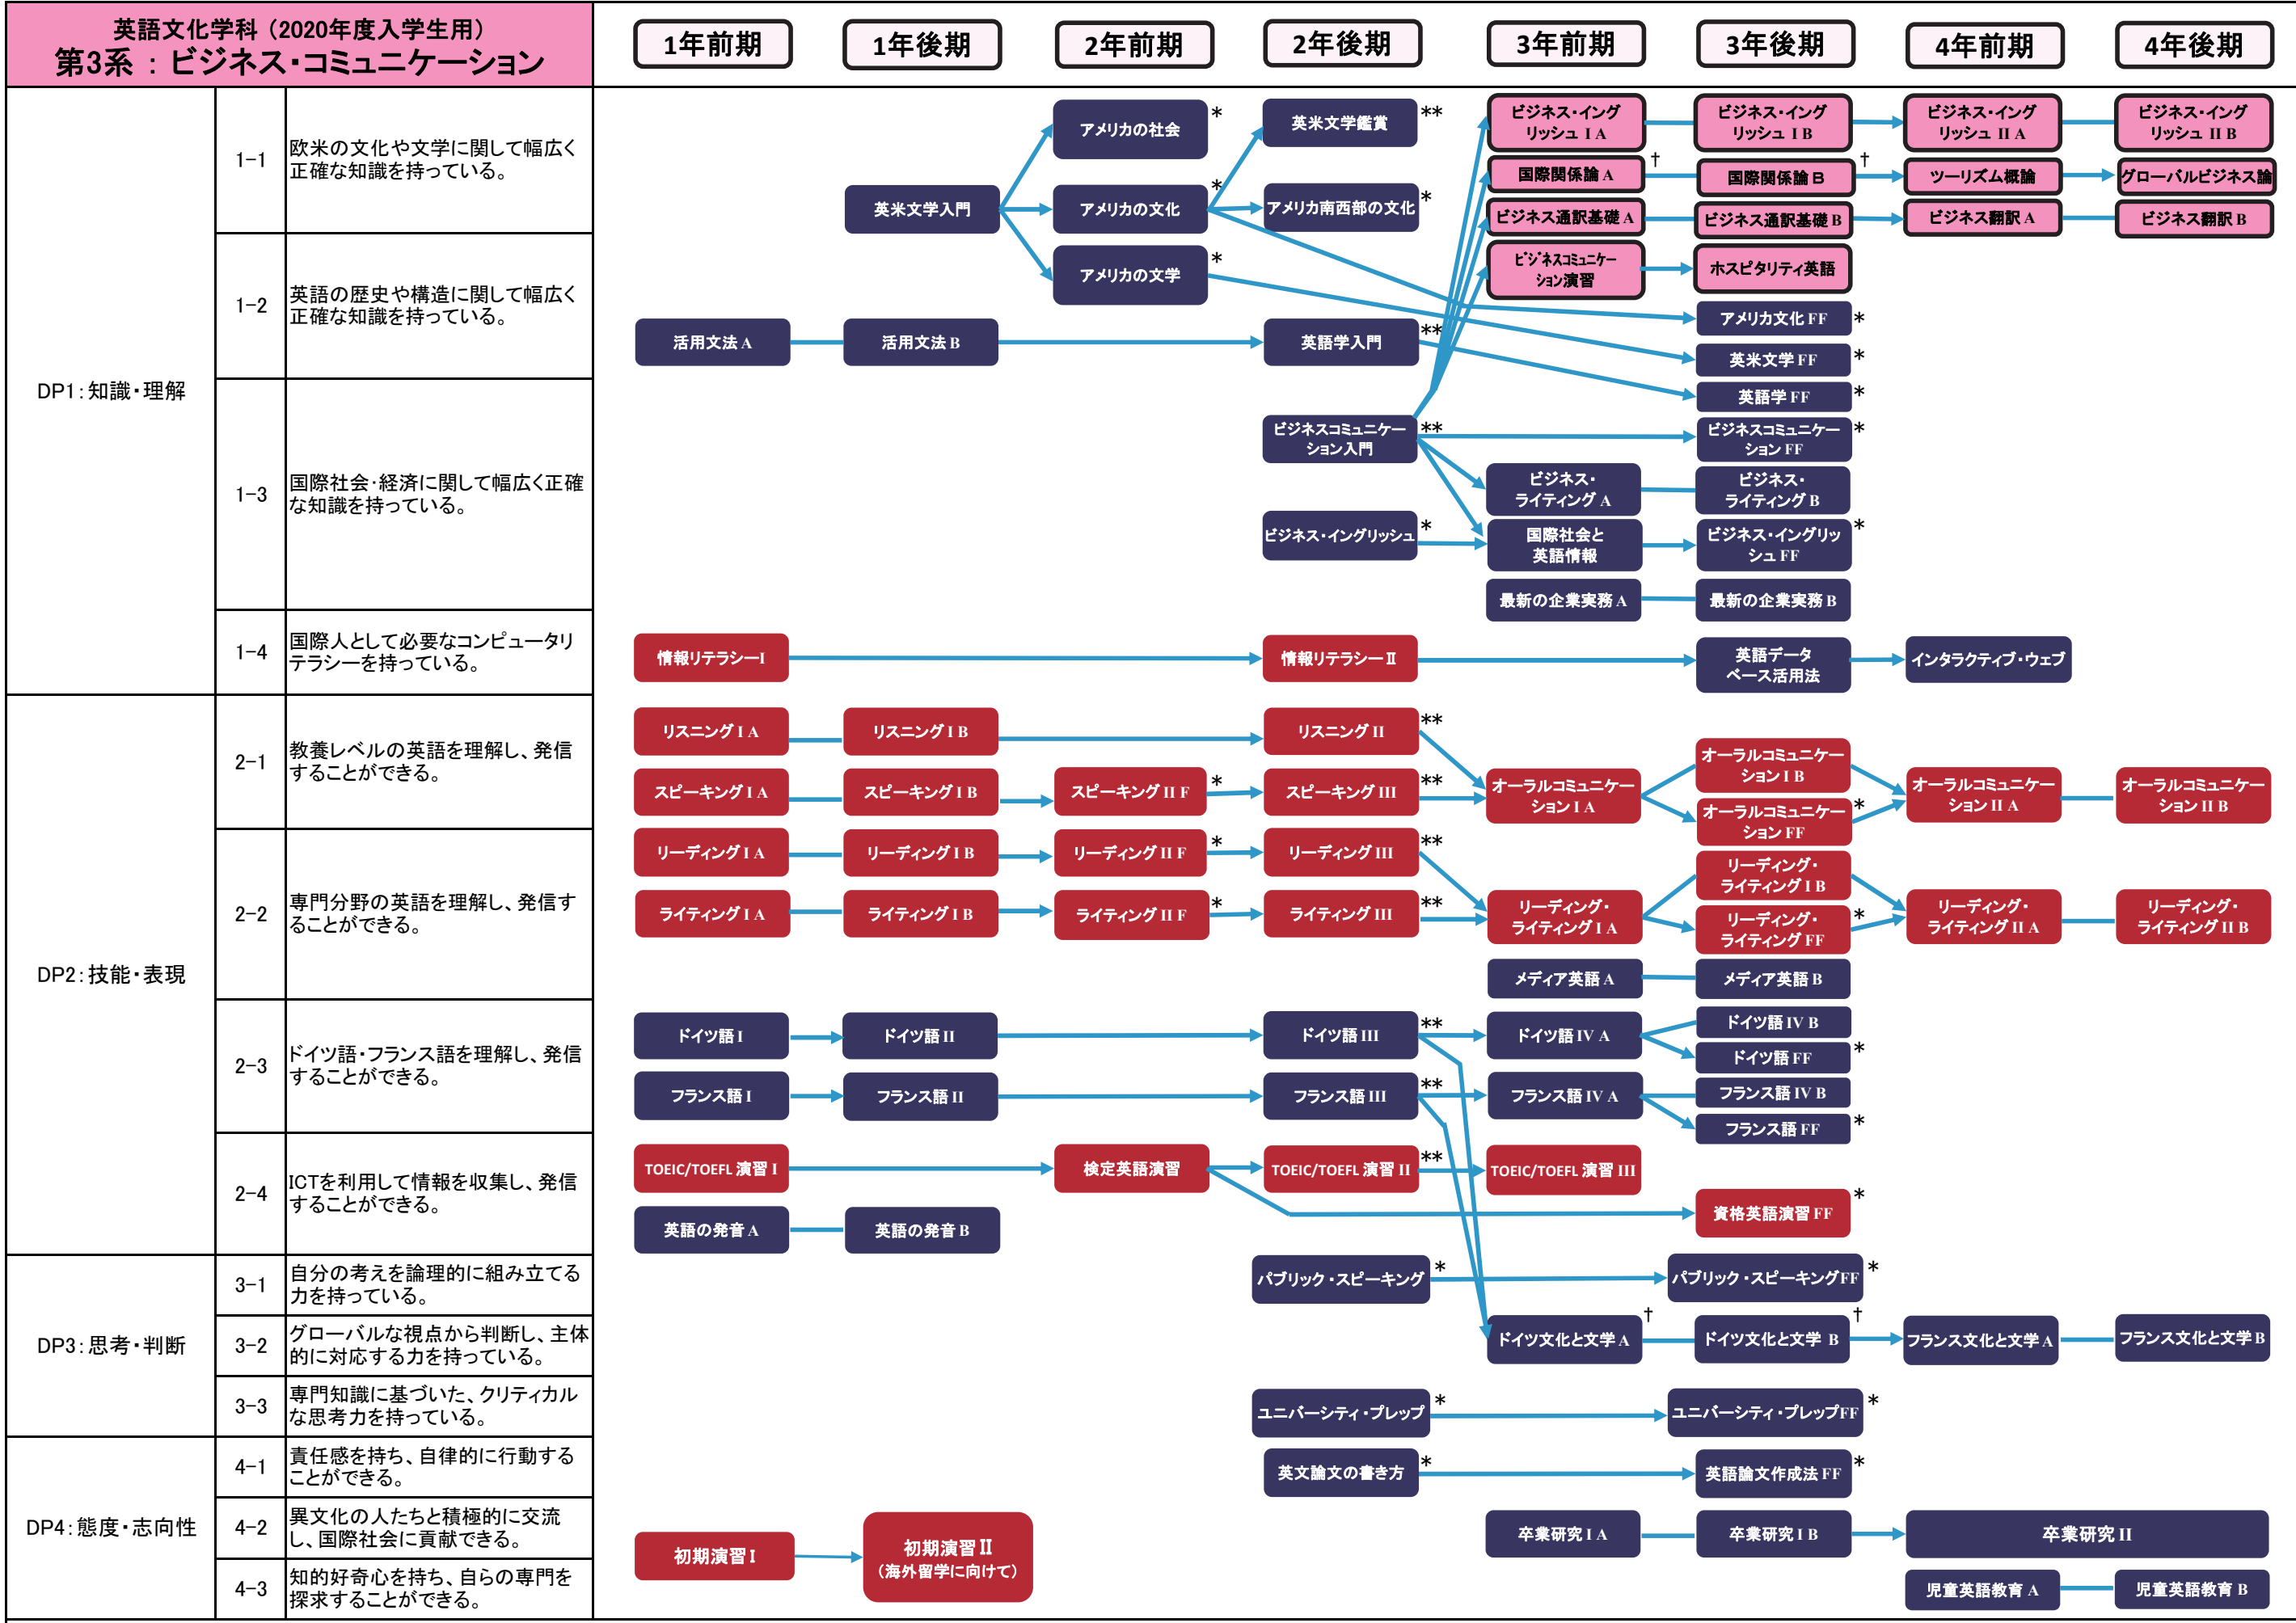 英語文化学科（2020年度入学生用）
第3系：ビジネス・コミュニケーション
1年前期
1年後期
2年前期
2年後期
3年前期
3年後期
4年前期
4年後期
DP1：知識・理解
1-1
欧米の文化や文学に関して幅広く
正確な知識を持っている。
1-2
英語の歴史や構造に関して幅広く
正確な知識を持っている。
1-3
国際社会・経済に関して幅広く正確
な知識を持っている。
1-4
国際人として必要なコンピュータリ
テラシーを持っている。
アメリカの社会
*
英米文学鑑賞
**
ビジネス・イング
リッシュ I A
ビジネス・イング
リッシュ I B
ビジネス・イング
リッシュ II A
ビジネス・イング
リッシュ II B
国際関係論 A
†
国際関係論 B
†
ツーリズム概論
グローバルビジネス論
英米文学入門
アメリカの文化
*
アメリカ南西部の文化
*
ビジネス通訳基礎 A
ビジネス通訳基礎 B
ビジネス翻訳 A
ビジネス翻訳 B
アメリカの文学
*
ビジネスコミュニケー
ション演習
ホスピタリティ英語
アメリカ文化 FF
*
活用文法 A
活用文法 B
英語学入門
**
英米文学 FF
*
英語学 FF
*
ビジネスコミュニケー
ション入門
**
ビジネスコミュニケー
ション FF
*
ビジネス・
ライティング A
ビジネス・
ライティング B
ビジネス・イングリッシュ
*
国際社会と
英語情報
ビジネス・イングリッ
シュ FF
*
最新の企業実務 A
最新の企業実務 B
情報リテラシーI
情報リテラシーⅡ
英語データ
ベース活用法
インタラクティブ・ウェブ
DP2：技能・表現
2-1
教養レベルの英語を理解し、発信
することができる。
2-2
専門分野の英語を理解し、発信す
ることができる。
2-3
ドイツ語・フランス語を理解し、発信
することができる。
2-4
ICTを利用して情報を収集し、発信
することができる。
リスニング I A
リスニング I B
リスニング II
**
スピーキング I A
スピーキング I B
スピーキング II F
*
スピーキング III
**
オーラルコミュニケー
ション I A
オーラルコミュニケー
ション I B
オーラルコミュニケー
ション FF
*
オーラルコミュニケー
ション II A
オーラルコミュニケー
ション II B
リーディング I A
リーディング I B
リーディング II F
*
リーディング III
**
ライティング I A
ライティング I B
ライティング II F
*
ライティング III
**
リーディング・
ライティング I A
リーディング・
ライティング I B
リーディング・
ライティング FF
*
リーディング・
ライティング II A
リーディング・
ライティング II B
メディア英語 A
メディア英語 B
ドイツ語 I
ドイツ語 II
ドイツ語 III
**
ドイツ語 IV A
ドイツ語 IV B
ドイツ語 FF
*
フランス語 I
フランス語 II
フランス語 III
**
フランス語 IV A
フランス語 IV B
フランス語 FF
*
TOEIC/TOEFL 演習 I
検定英語演習
TOEIC/TOEFL 演習 II
**
TOEIC/TOEFL 演習 III
資格英語演習 FF
*
英語の発音 A
英語の発音 B
DP3：思考・判断
3-1
自分の考えを論理的に組み立てる
力を持っている。
3-2
グローバルな視点から判断し、主体
的に対応する力を持っている。
3-3
専門知識に基づいた、クリティカル
な思考力を持っている。
パブリック・スピーキング
*
パブリック・スピーキングFF
*
ドイツ文化と文学 A
†
ドイツ文化と文学 B
†
フランス文化と文学 A
フランス文化と文学 B
ユニバーシティ・プレップ
*
ユニバーシティ・プレップFF
*
DP4：態度・志向性
4-1
責任感を持ち、自律的に行動する
ことができる。
4-2
異文化の人たちと積極的に交流
し、国際社会に貢献できる。
4-3
知的好奇心を持ち、自らの専門を
探求することができる。
英文論文の書き方
*
英語論文作成法 FF
*
初期演習 I
初期演習Ⅱ
（海外留学に向けて）
卒業研究 I A
卒業研究 I B
卒業研究 II
児童英語教育 A
児童英語教育 B